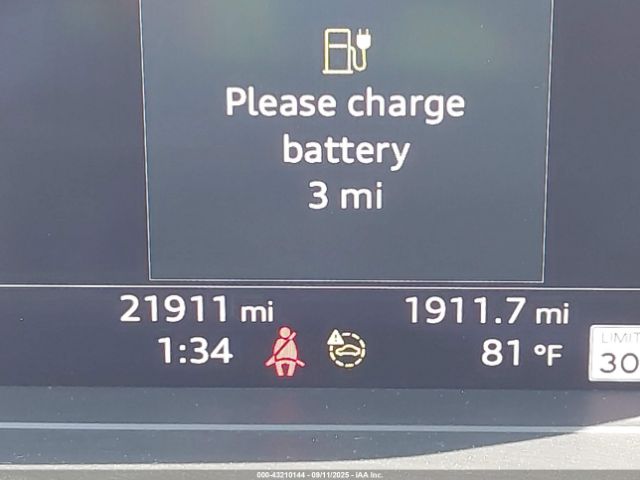 Please charge
battery
3 mi
21911 mi
1911.7 mi
1:34
81 °F
LIMIT
30
000-43210144 - 09/11/2025 - IAA Inc.